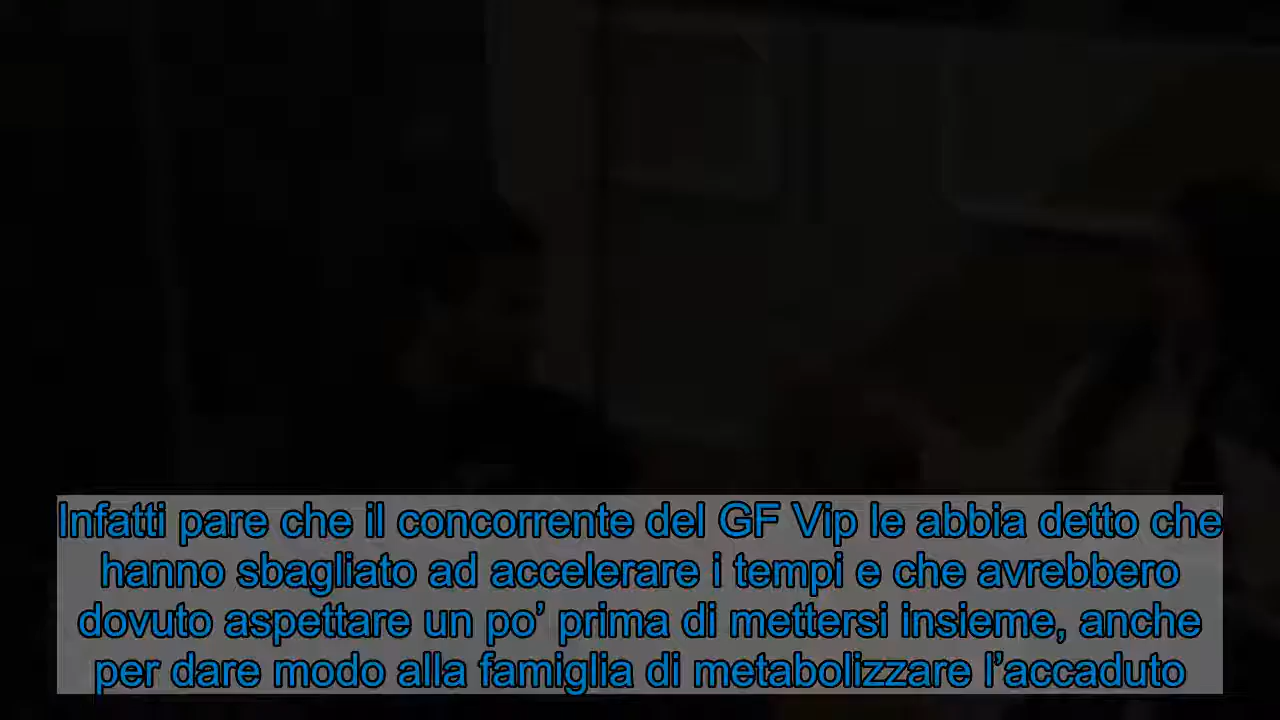 Infatti pare che il concorrente del GF Vip le abbia detto che
hanno sbagliato ad accelerare i tempi e che avrebbero
dovuto aspettare un po’ prima di mettersi insieme, anche
per dare modo alla famiglia di metabolizzare l’accaduto